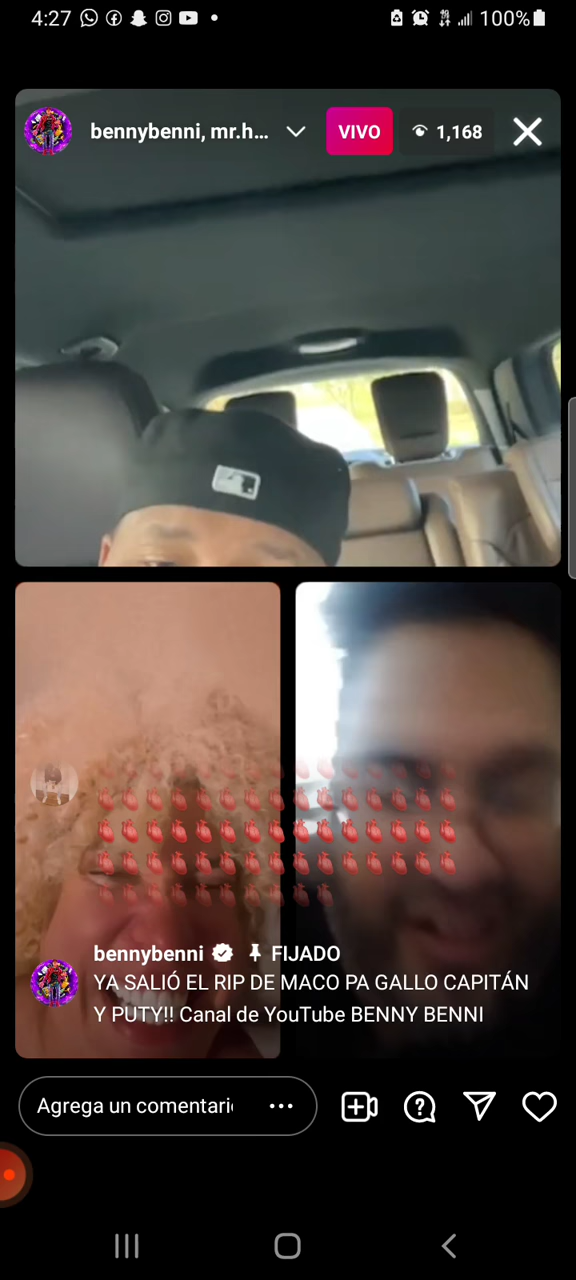 4:27
100%
bennybenni, mr.h...
VIVO
1,168
bennybenni FIJADO
YA SALIÓ EL RIP DE MACO PA GALLO CAPITÁN
Y PUTY!! Canal de YouTube BENNY BENNI
Agrega un comentari